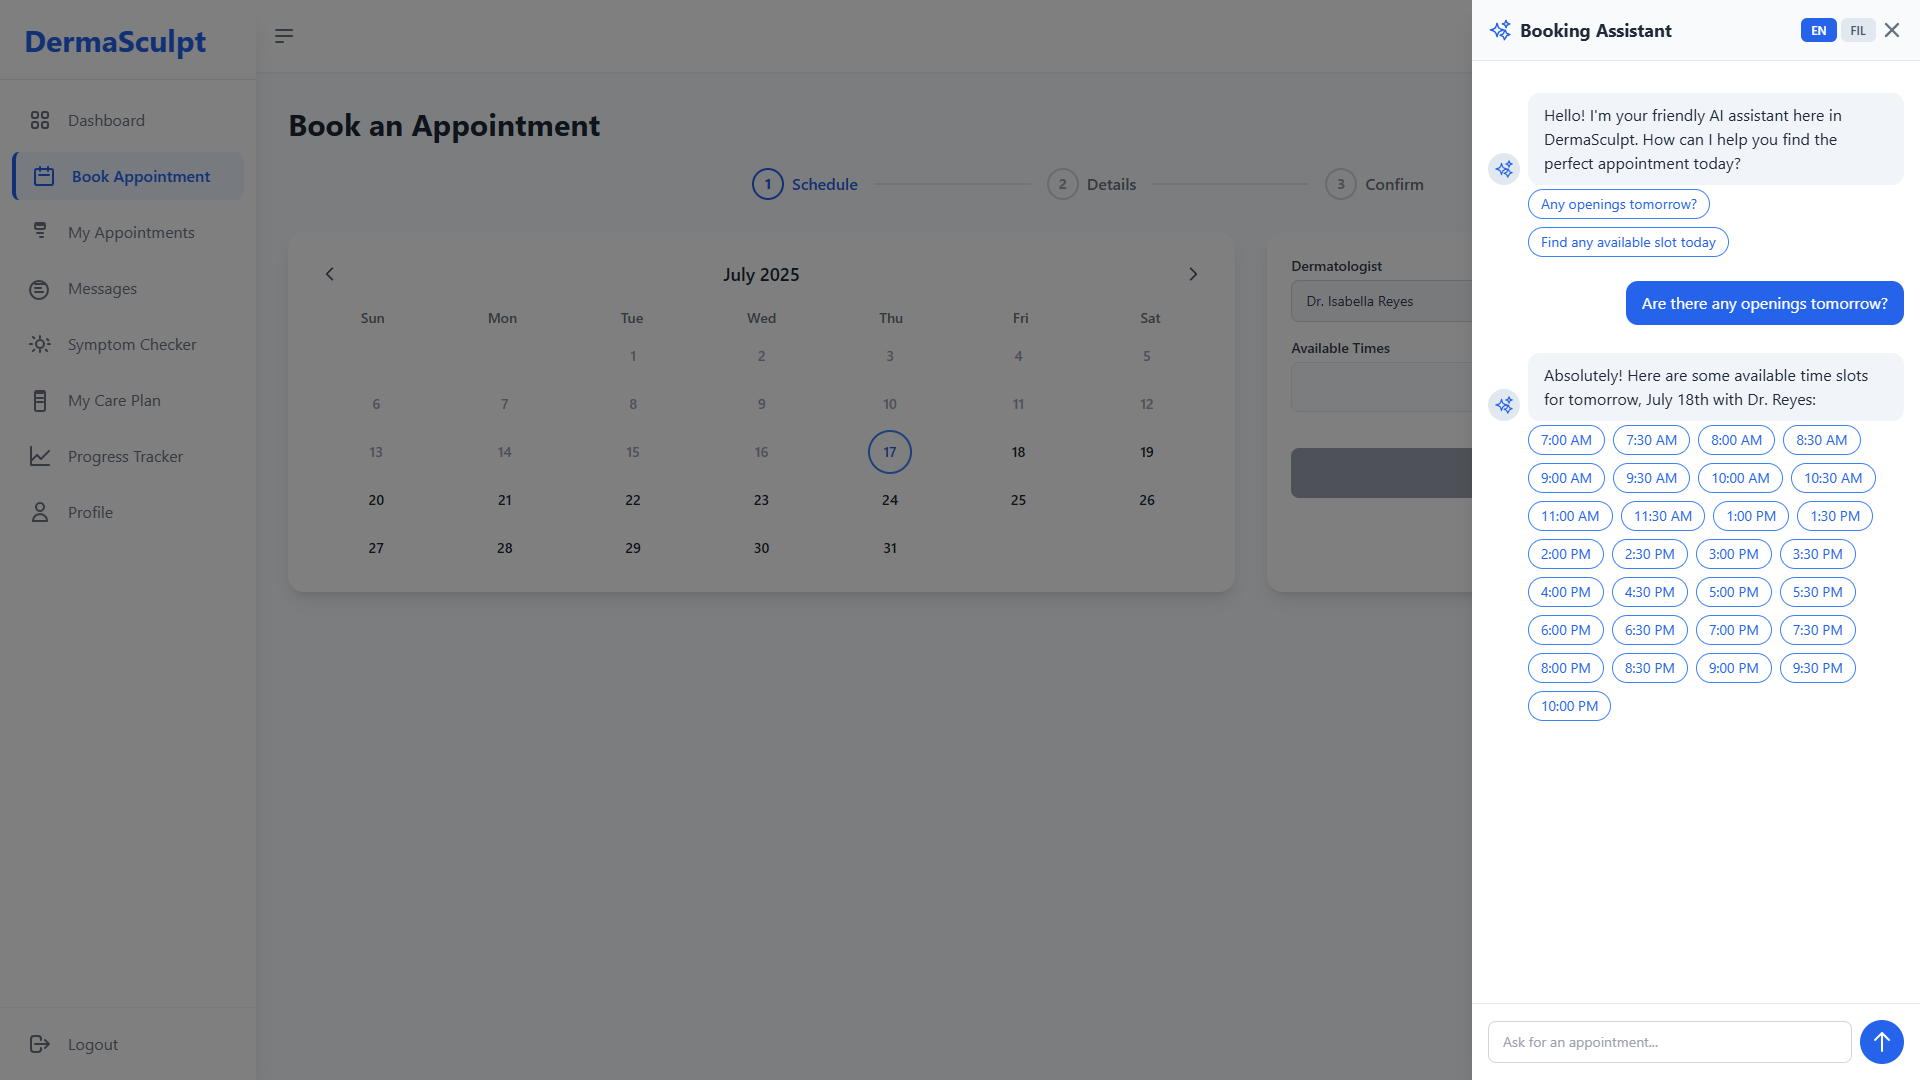 DermaSculpt
Dashboard
Book Appointment
My Appointments
Messages
Symptom Checker
My Care Plan
Progress Tracker
Profile
Logout
Book an Appointment
1 Schedule
2 Details
3 Confirm
July 2025
Sun Mon Tue Wed Thu Fri Sat
1 2 3 4 5
6 7 8 9 10 11 12
13 14 15 16 17 18 19
20 21 22 23 24 25 26
27 28 29 30 31
Dermatologist
Dr. Isabella Reyes
Available Times
Booking Assistant
EN FIL
Hello! I'm your friendly AI assistant here in
DermaSculpt. How can I help you find the
perfect appointment today?
Any openings tomorrow?
Find any available slot today
Are there any openings tomorrow?
Absolutely! Here are some available time slots
for tomorrow, July 18th with Dr. Reyes:
7:00 AM 7:30 AM 8:00 AM 8:30 AM
9:00 AM 9:30 AM 10:00 AM 10:30 AM
11:00 AM 11:30 AM 1:00 PM 1:30 PM
2:00 PM 2:30 PM 3:00 PM 3:30 PM
4:00 PM 4:30 PM 5:00 PM 5:30 PM
6:00 PM 6:30 PM 7:00 PM 7:30 PM
8:00 PM 8:30 PM 9:00 PM 9:30 PM
10:00 PM
Ask for an appointment...